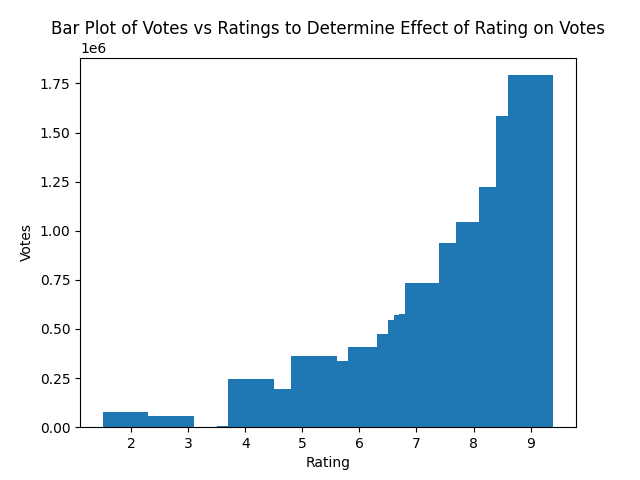 Bar Plot of Votes vs Ratings to Determine Effect of Rating on Votes
1e6
1.75
1.50
1.25
1.00
0.75
0.50
0.25
0.00
Votes
2 3 4 5 6 7 8 9
Rating